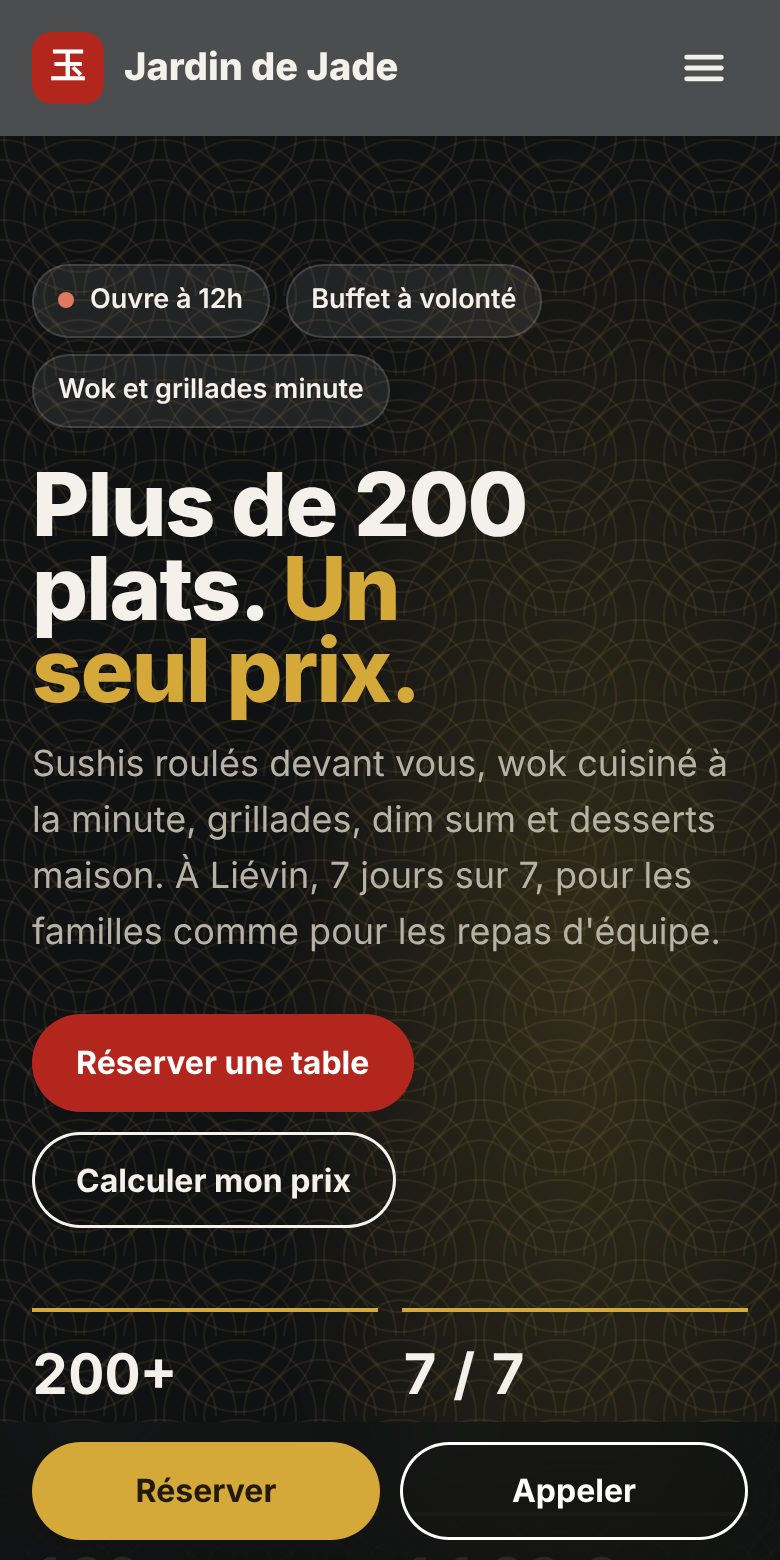 玉 Jardin de Jade
Ouvre à 12h
Buffet à volonté
Wok et grillades minute
Plus de 200
plats. Un
seul prix.
Sushis roulés devant vous, wok cuisiné à
la minute, grillades, dim sum et desserts
maison. À Liévin, 7 jours sur 7, pour les
familles comme pour les repas d'équipe.
Réserver une table
Calculer mon prix
200+
7 / 7
Réserver
Appeler